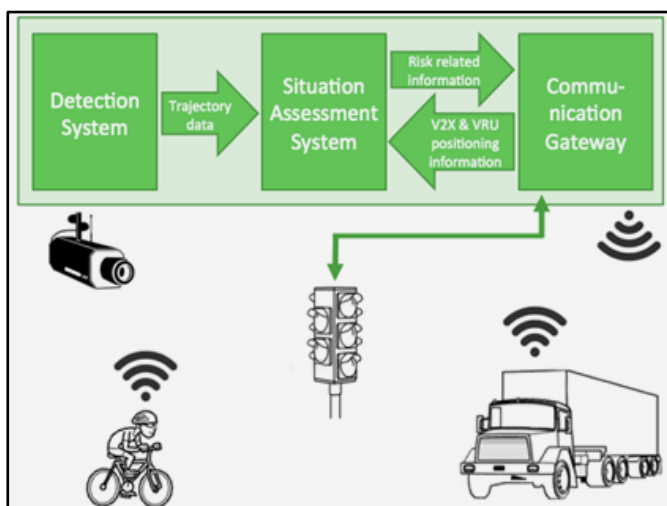 Detection
System
Trajectory
data
Situation
Assessment
System
Risk related
information
V2X & VRU
positioning
information
Commu-
nication
Gateway